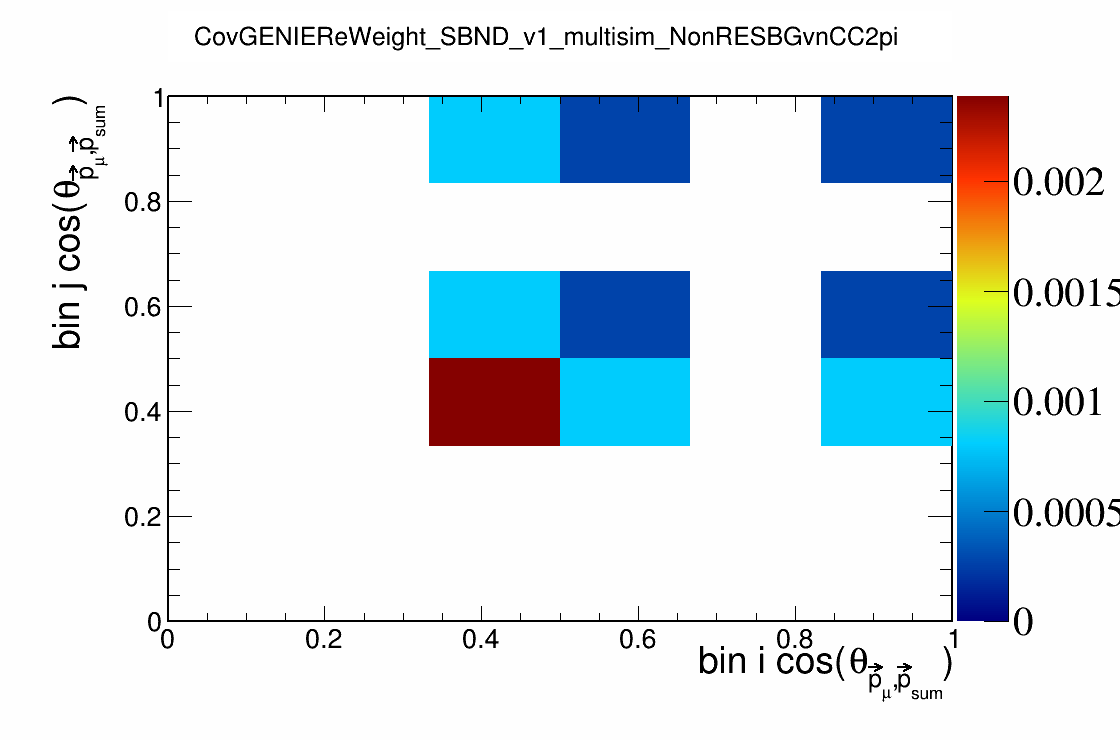 CovGENIEReWeight_SBND_v1_multisim_NonRESBGvnCC2pi
bin j cos(θp⃗μ,p⃗sum)
1
0.8
0.6
0.4
0.2
0
0 0.2 0.4 0.6 0.8 1
bin i cos(θp⃗μ,p⃗sum)
0.002
0.0015
0.001
0.0005
0